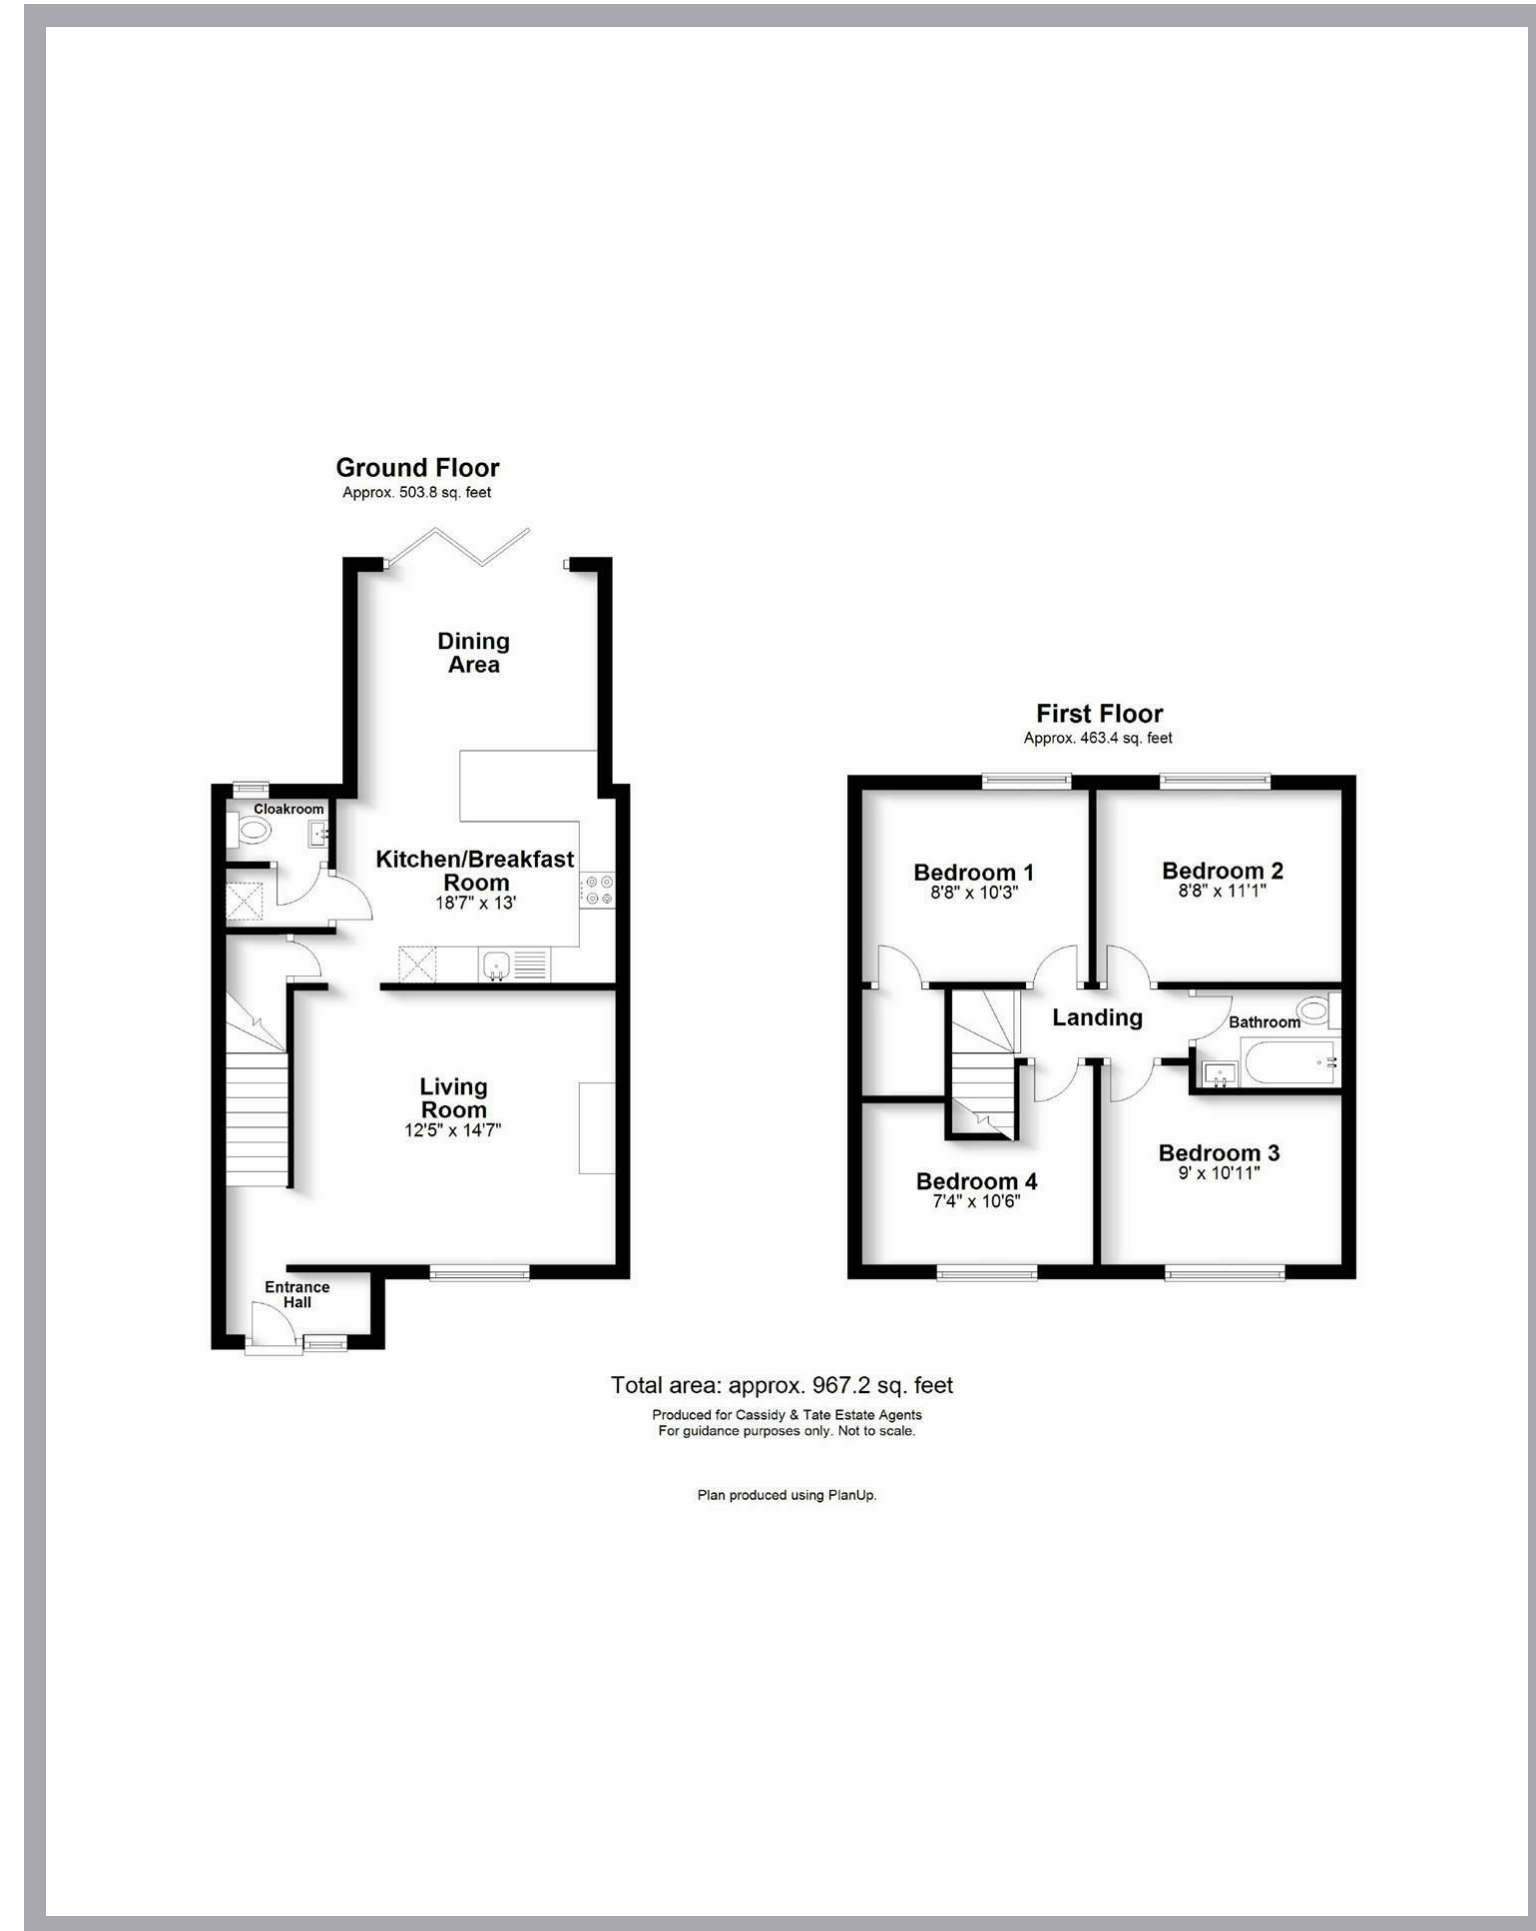 Ground Floor
Approx. 503.8 sq. feet
Dining
Area
Cloakroom
Kitchen/Breakfast
Room
18'7" x 13'
Living
Room
12'5" x 14'7"
Entrance
Hall
First Floor
Approx. 463.4 sq. feet
Bedroom 1
8'8" x 10'3"
Bedroom 2
8'8" x 11'1"
Landing
Bathroom
Bedroom 3
9' x 10'11"
Bedroom 4
7'4" x 10'6"
Total area: approx. 967.2 sq. feet
Produced for Cassidy & Tate Estate Agents
For guidance purposes only. Not to scale.
Plan produced using PlanUp.